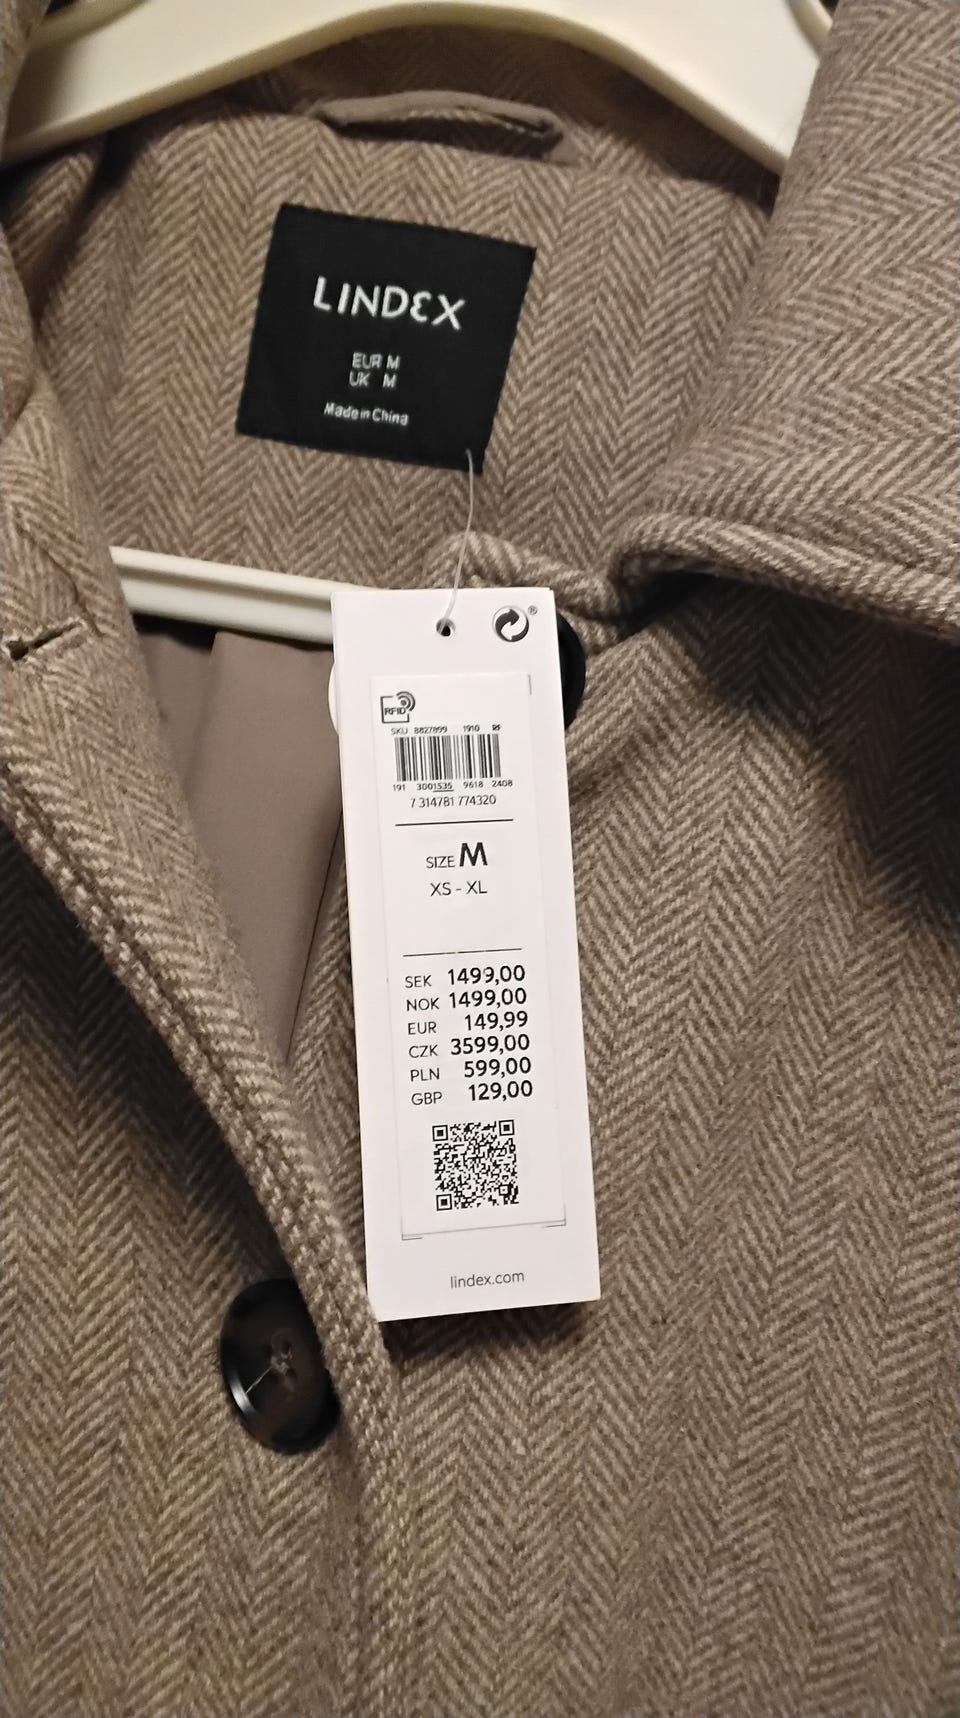 LINDEX
EUR M
UK M
Made in China
®
RFID
SKU 8827899 1910 RF
191 3001535 9618 2408
7 314781 774320
SIZE M
XS - XL
SEK 1499,00
NOK 1499,00
EUR 149,99
CZK 3599,00
PLN 599,00
GBP 129,00
lindex.com